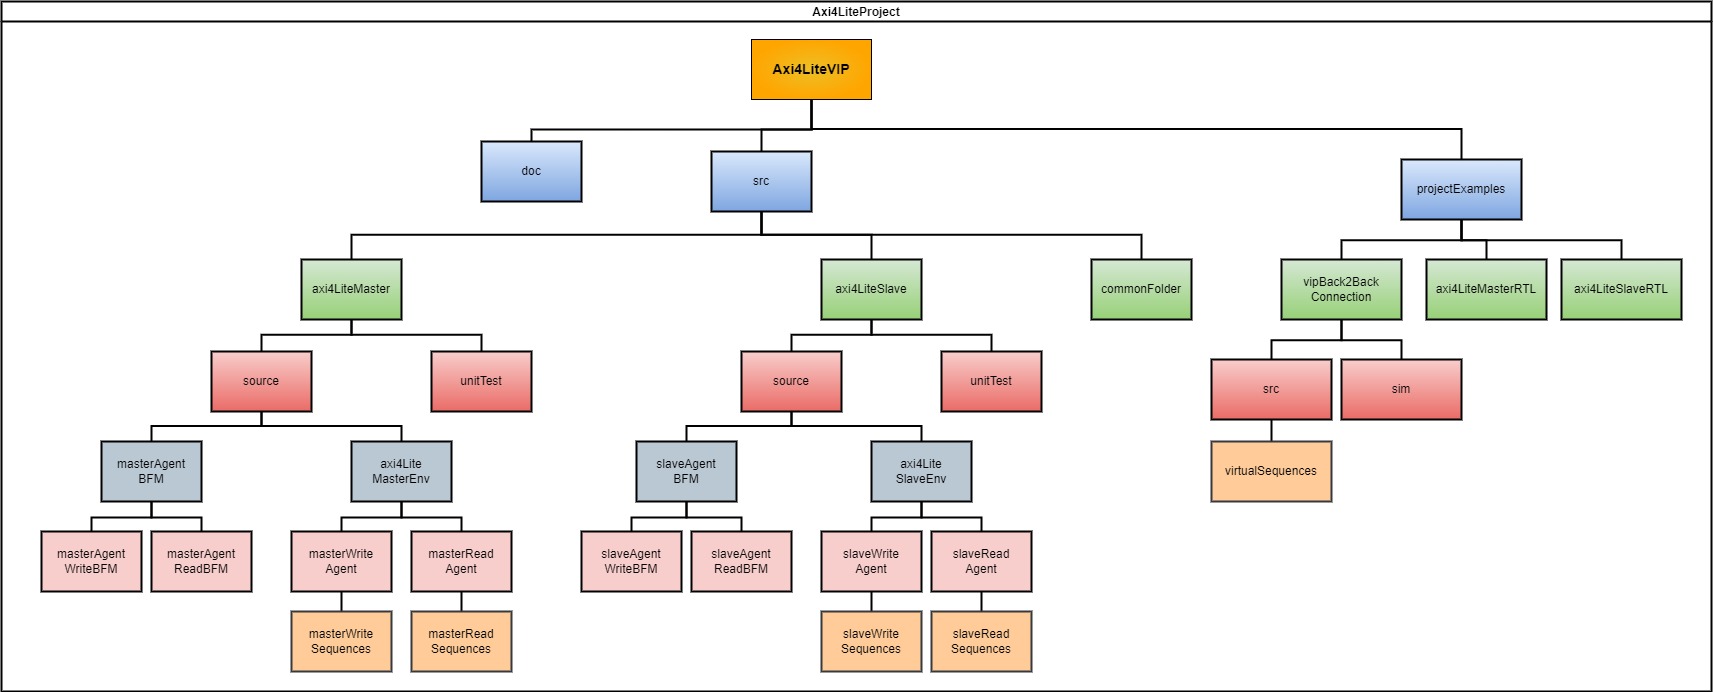 Axi4LiteProject
Axi4LiteVIP
doc
src
projectExamples
axi4LiteMaster
axi4LiteSlave
commonFolder
vipBack2Back
Connection
axi4LiteMasterRTL
axi4LiteSlaveRTL
source
unitTest
source
unitTest
src
sim
masterAgent
BFM
axi4Lite
MasterEnv
slaveAgent
BFM
axi4Lite
SlaveEnv
virtualSequences
masterAgent
WriteBFM
masterAgent
ReadBFM
masterWrite
Agent
masterRead
Agent
slaveAgent
WriteBFM
slaveAgent
ReadBFM
slaveWrite
Agent
slaveRead
Agent
masterWrite
Sequences
masterRead
Sequences
slaveWrite
Sequences
slaveRead
Sequences